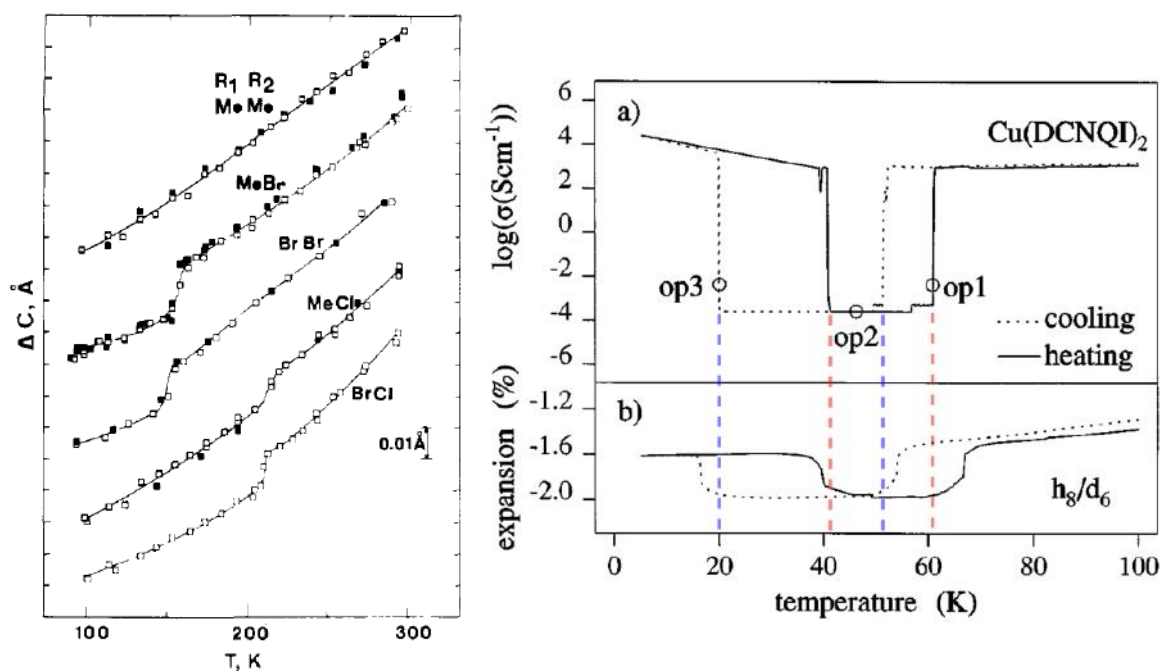 R₁ R₂
Me Me
MeBr
BrBr
MeCl
BrCl
0.01Å
ΔC, Å
100 200 300
T, K
a)
Cu(DCNQI)₂
6
4
2
0
-2
-4
-6
log(σ(Scm⁻¹))
op3
op2
op1
cooling
heating
b)
h₈/d₆
-1.2
-1.6
-2.0
expansion (%)
0 20 40 60 80 100
temperature (K)